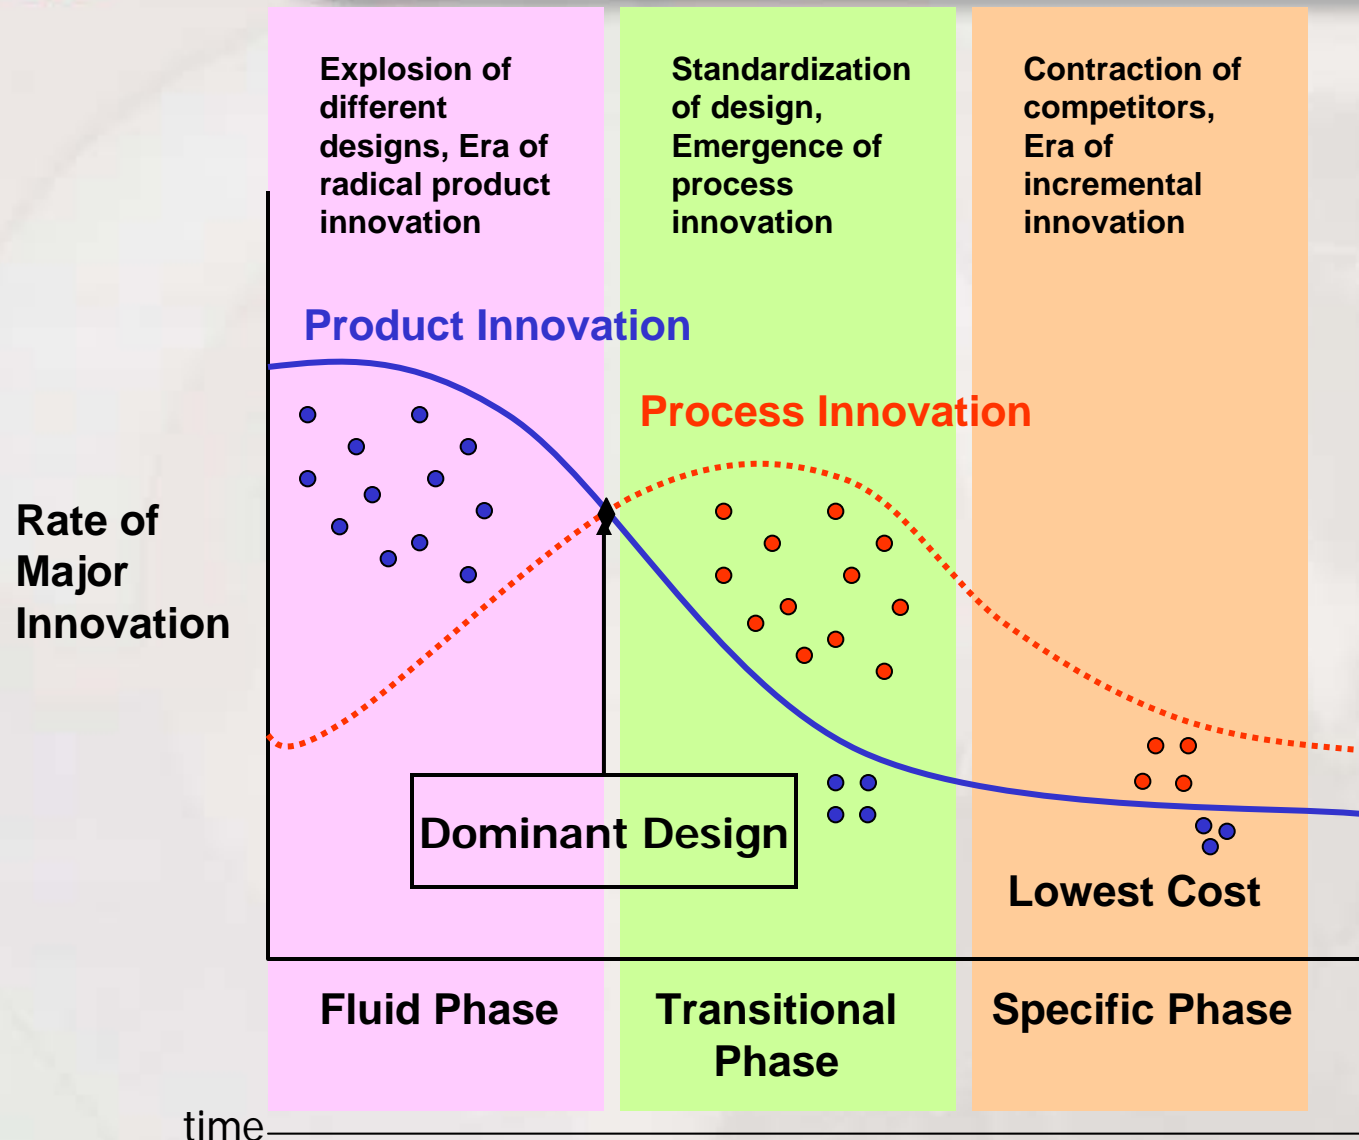 Explosion of
different
designs, Era of
radical product
innovation
Standardization
of design,
Emergence of
process
innovation
Contraction of
competitors,
Era of
incremental
innovation
Product Innovation
Process Innovation
Rate of
Major
Innovation
Dominant Design
Lowest Cost
Fluid Phase
Transitional
Phase
Specific Phase
time